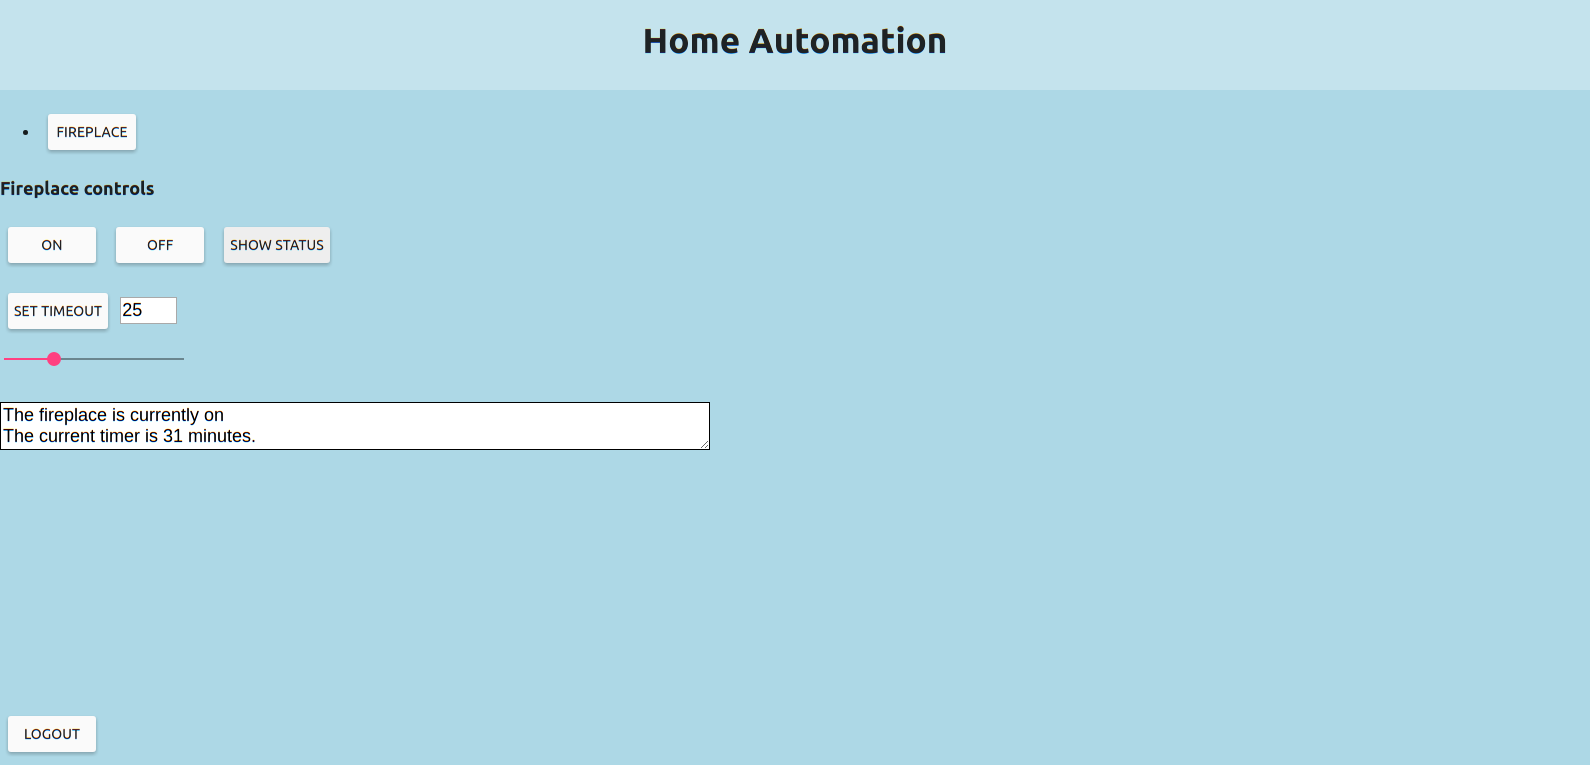 Home Automation
FIREPLACE
Fireplace controls
ON OFF SHOW STATUS
SET TIMEOUT 25
The fireplace is currently on
The current timer is 31 minutes.
LOGOUT